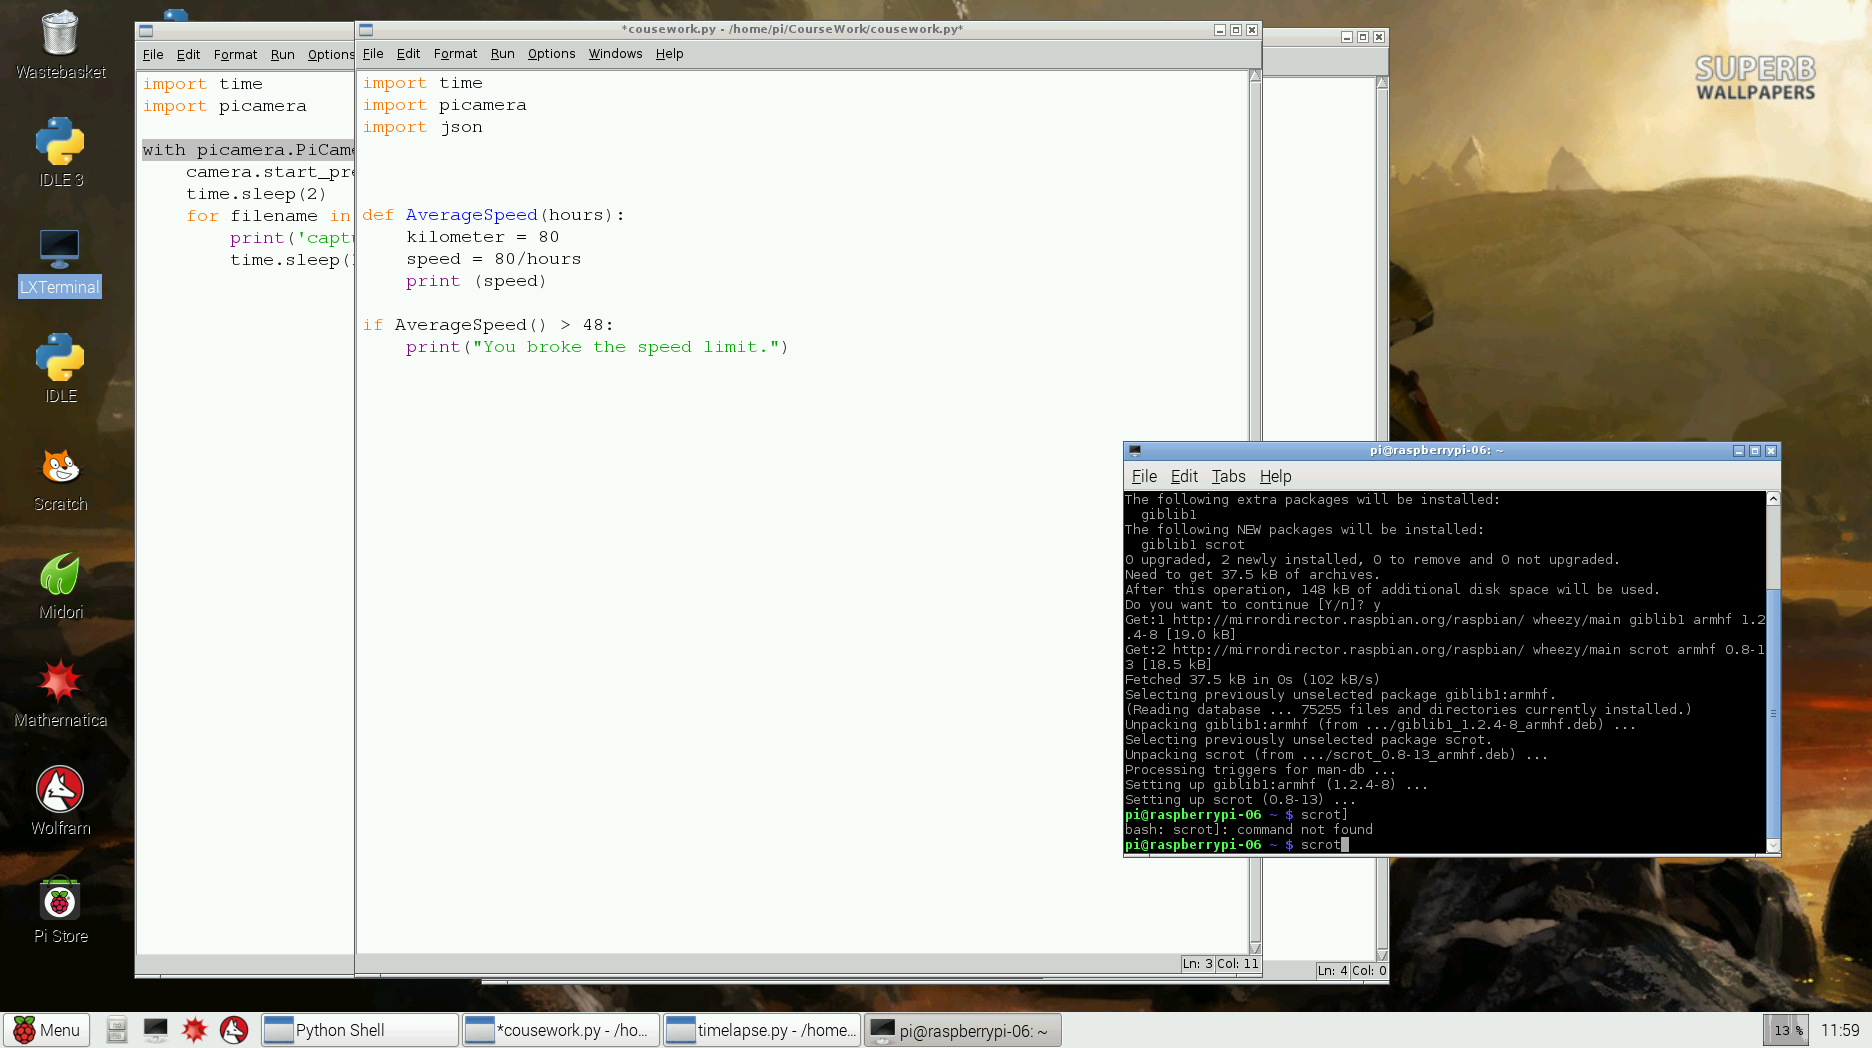 Wastebasket
IDLE 3
LXTerminal
IDLE
Scratch
Midori
Mathematica
Wolfram
Pi Store
File Edit Format Run Options
import time
import picamera
with picamera.PiCame
camera.start_pre
time.sleep(2)
for filename in
print('captu
time.sleep(
*cousework.py - /home/pi/CourseWork/cousework.py*
File Edit Format Run Options Windows Help
import time
import picamera
import json
def AverageSpeed(hours):
kilometer = 80
speed = 80/hours
print (speed)
if AverageSpeed() > 48:
print("You broke the speed limit.")
Ln: 3 Col: 11
Ln: 4 Col: 0
SUPERB
WALLPAPERS
pi@raspberrypi-06: ~
File Edit Tabs Help
The following extra packages will be installed:
giblib1
The following NEW packages will be installed:
giblib1 scrot
0 upgraded, 2 newly installed, 0 to remove and 0 not upgraded.
Need to get 37.5 kB of archives.
After this operation, 148 kB of additional disk space will be used.
Do you want to continue [Y/n]? y
Get:1 http://mirrordirector.raspbian.org/raspbian/ wheezy/main giblib1 armhf 1.2
.4-8 [19.0 kB]
Get:2 http://mirrordirector.raspbian.org/raspbian/ wheezy/main scrot armhf 0.8-1
3 [18.5 kB]
Fetched 37.5 kB in 0s (102 kB/s)
Selecting previously unselected package giblib1:armhf.
(Reading database ... 75255 files and directories currently installed.)
Unpacking giblib1:armhf (from .../giblib1_1.2.4-8_armhf.deb) ...
Selecting previously unselected package scrot.
Unpacking scrot (from .../scrot_0.8-13_armhf.deb) ...
Processing triggers for man-db ...
Setting up giblib1:armhf (1.2.4-8) ...
Setting up scrot (0.8-13) ...
pi@raspberrypi-06 ~ $ scrot]
bash: scrot]: command not found
pi@raspberrypi-06 ~ $ scrot
Menu
Python Shell
*cousework.py - /ho...
timelapse.py - /home...
pi@raspberrypi-06: ~
13 %
11:59